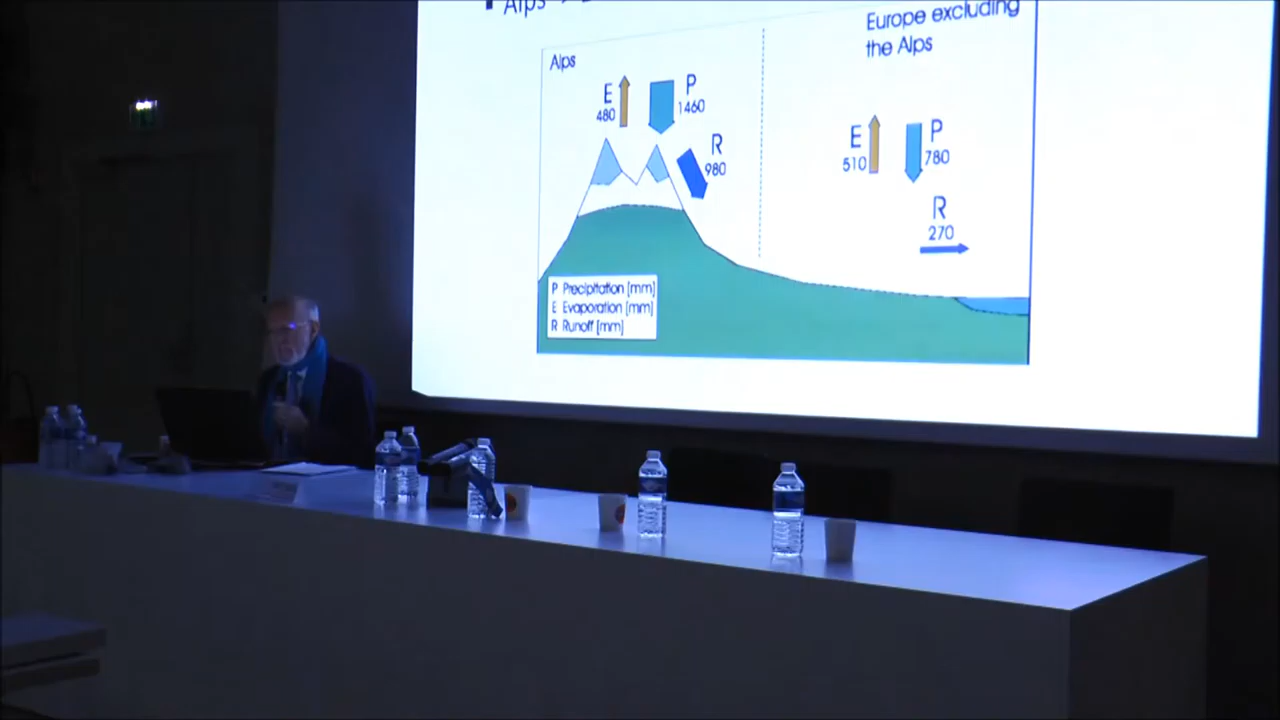 Alps
Europe excluding
the Alps
Alps
E
480
P
1460
R
980
E
510
P
780
R
270
P Precipitation [mm]
E Evaporation [mm]
R Runoff [mm]